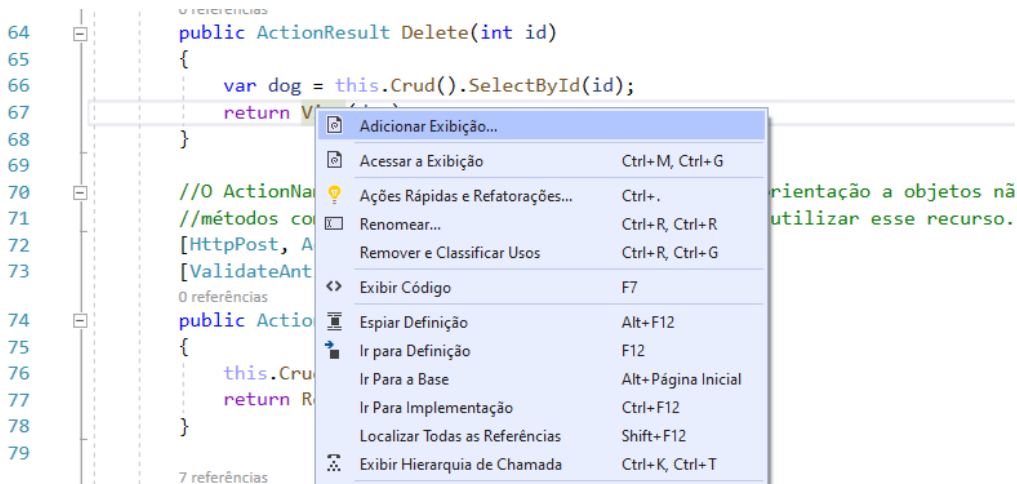 0 referências
64 public ActionResult Delete(int id)
65 {
66 var dog = this.Crud().SelectById(id);
67 return
68 }
69
70 //O rientação a objetos nã
71 //métodos utilizar esse recurso.
72 [HttpPost,
73 [ValidateAnt
0 referências
74 public Actio
75 {
76 this.Cru
77 return R
78 }
79
7 referências
Adicionar Exibição...
Acessar a Exibição Ctrl+M, Ctrl+G
Ações Rápidas e Refatorações... Ctrl+.
Renomear... Ctrl+R, Ctrl+R
Remover e Classificar Usos Ctrl+R, Ctrl+G
Exibir Código F7
Espiar Definição Alt+F12
Ir para Definição F12
Ir Para a Base Alt+Página Inicial
Ir Para Implementação Ctrl+F12
Localizar Todas as Referências Shift+F12
Exibir Hierarquia de Chamada Ctrl+K, Ctrl+T